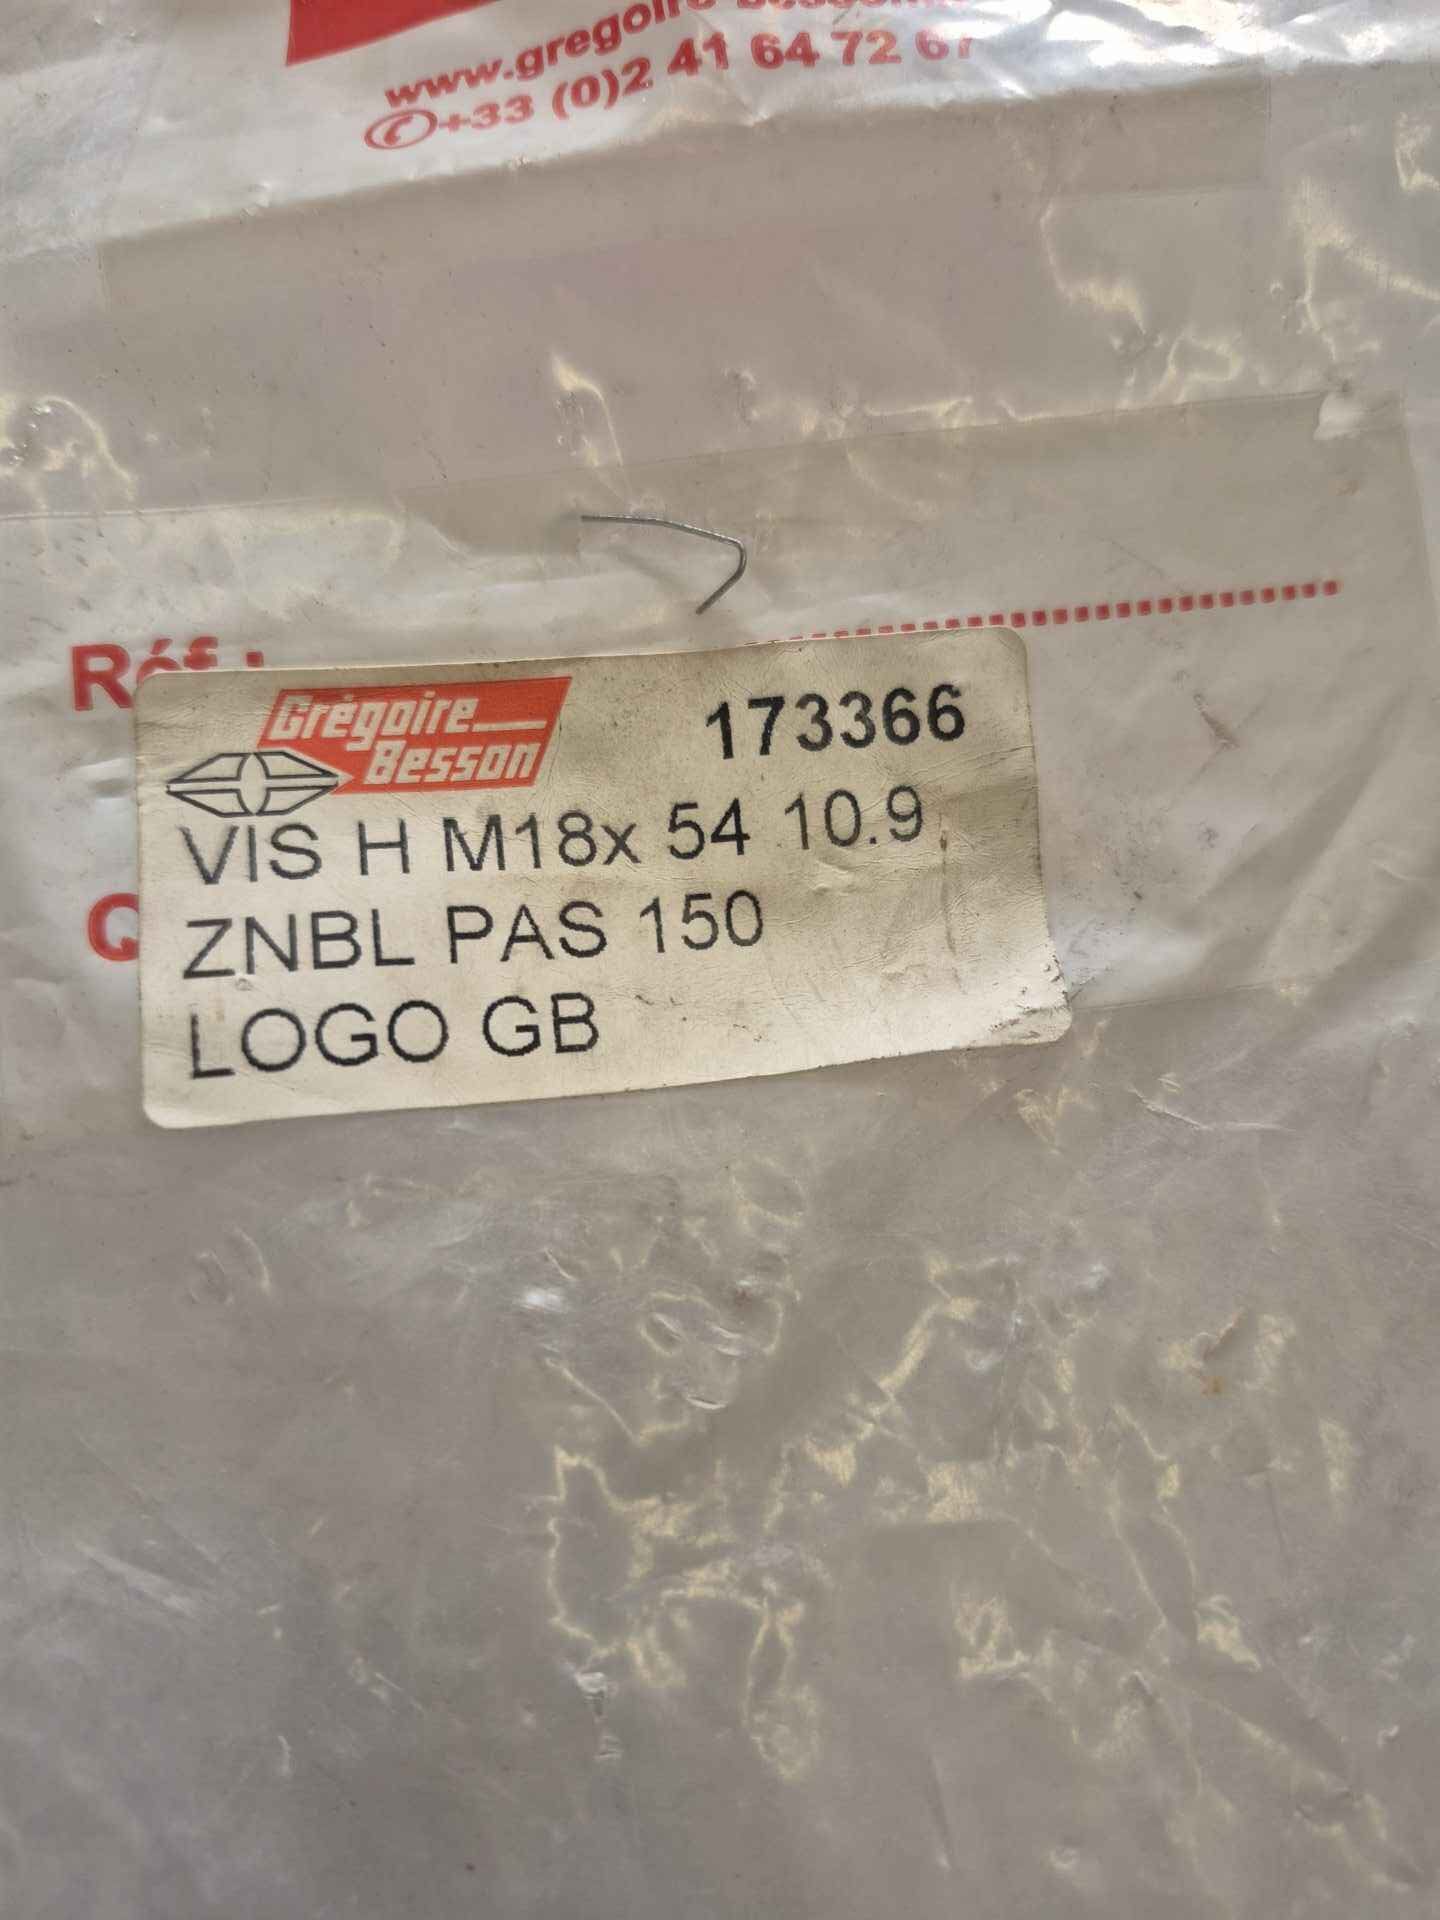 www.gregoire-besson.
✆+33 (0)2 41 64 72 67
Réf :
Grégoire
Besson
173366
VIS H M18x 54 10.9
ZNBL PAS 150
LOGO GB
Q